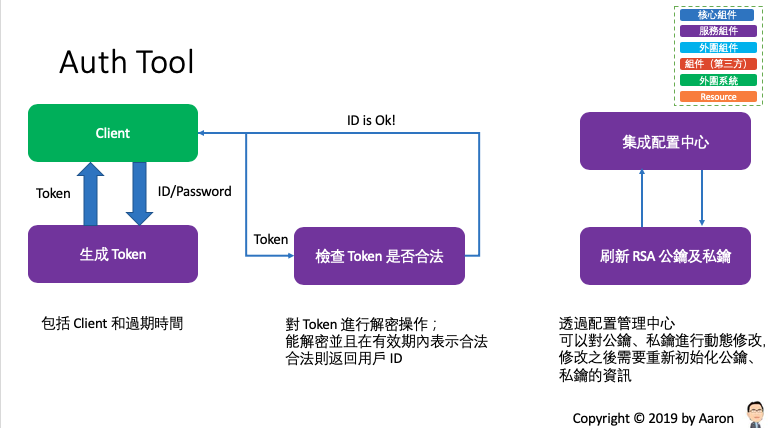 核心組件
服務組件
外圍組件
組件（第三方）
外圍系統
Resource
Auth Tool
Client
ID is Ok!
集成配置中心
Token
ID/Password
Token
生成 Token
檢查 Token 是否合法
刷新 RSA 公鑰及私鑰
包括 Client 和過期時間
對 Token 進行解密操作；
能解密並且在有效期內表示合法
合法則返回用戶 ID
透過配置管理中心
可以對公鑰、私鑰進行動態修改,
修改之後需要重新初始化公鑰、
私鑰的資訊
Copyright © 2019 by Aaron